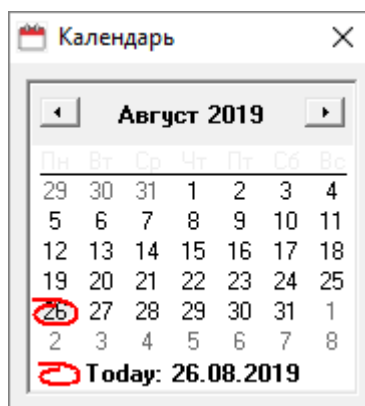 Календарь
Август 2019
Пн Вт Ср Чт Пт Сб Вс
29 30 31 1 2 3 4
5 6 7 8 9 10 11
12 13 14 15 16 17 18
19 20 21 22 23 24 25
26 27 28 29 30 31 1
2 3 4 5 6 7 8
Today: 26.08.2019